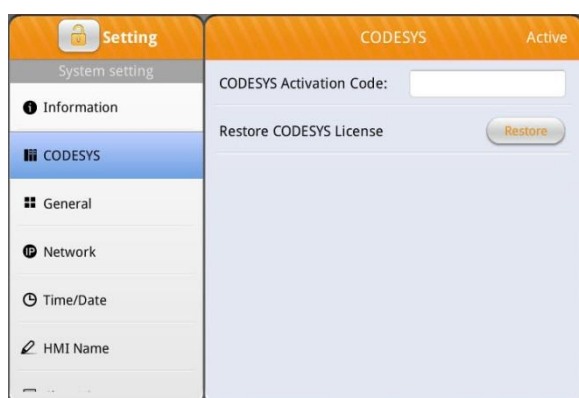 Setting
System setting
Information
CODESYS
General
Network
Time/Date
HMI Name
CODESYS
Active
CODESYS Activation Code:
Restore CODESYS License
Restore